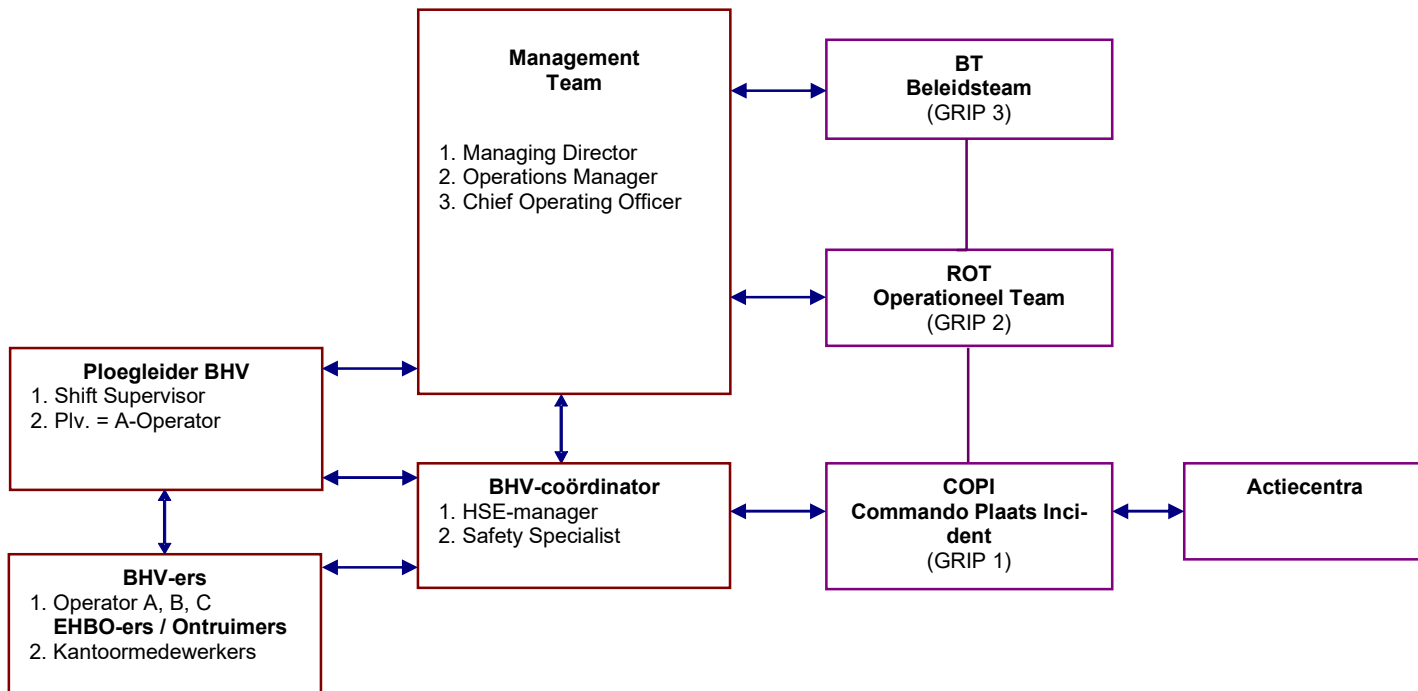 Management
Team
1. Managing Director
2. Operations Manager
3. Chief Operating Officer
BT
Beleidsteam
(GRIP 3)
ROT
Operationeel Team
(GRIP 2)
Ploegleider BHV
1. Shift Supervisor
2. Plv. = A-Operator
BHV-coördinator
1. HSE-manager
2. Safety Specialist
COPI
Commando Plaats Inci-
dent
(GRIP 1)
Actiecentra
BHV-ers
1. Operator A, B, C
EHBO-ers / Ontruimers
2. Kantoormedewerkers